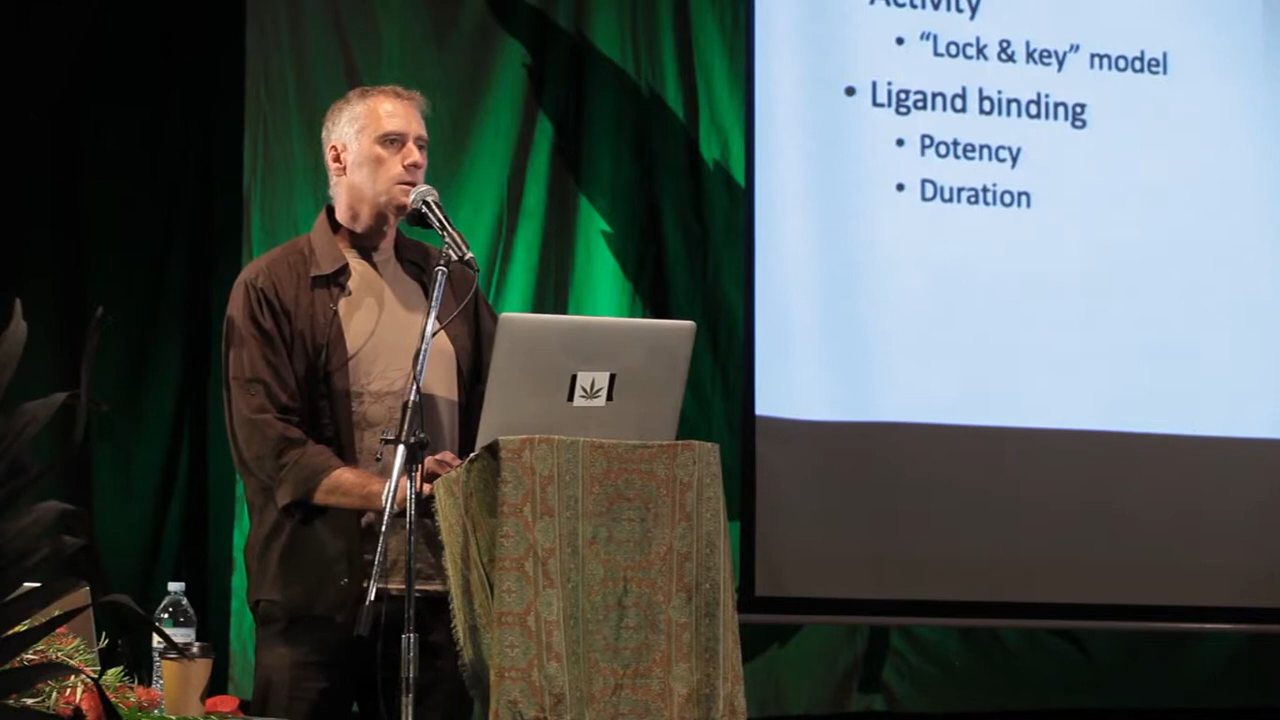 Activity
• “Lock & key” model
• Ligand binding
• Potency
• Duration